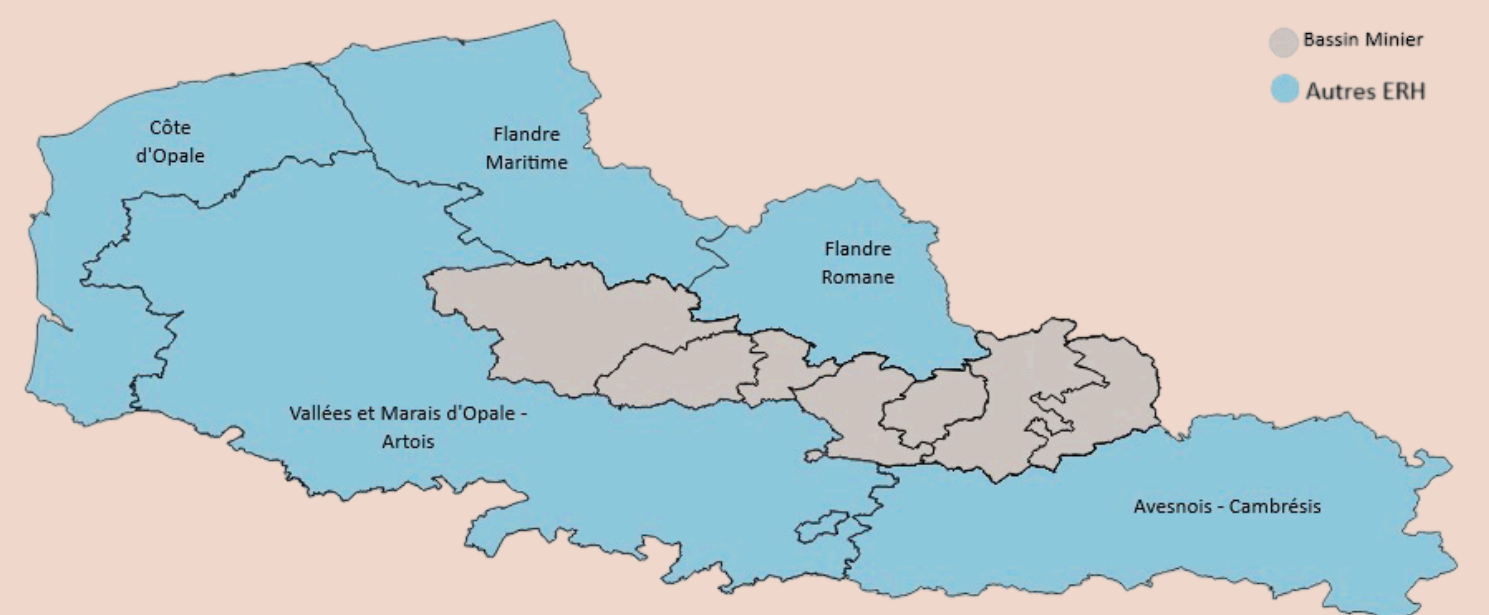 Bassin Minier
Autres ERH
Côte
d'Opale
Flandre
Maritime
Flandre
Romane
Vallées et Marais d'Opale -
Artois
Avesnois - Cambrésis